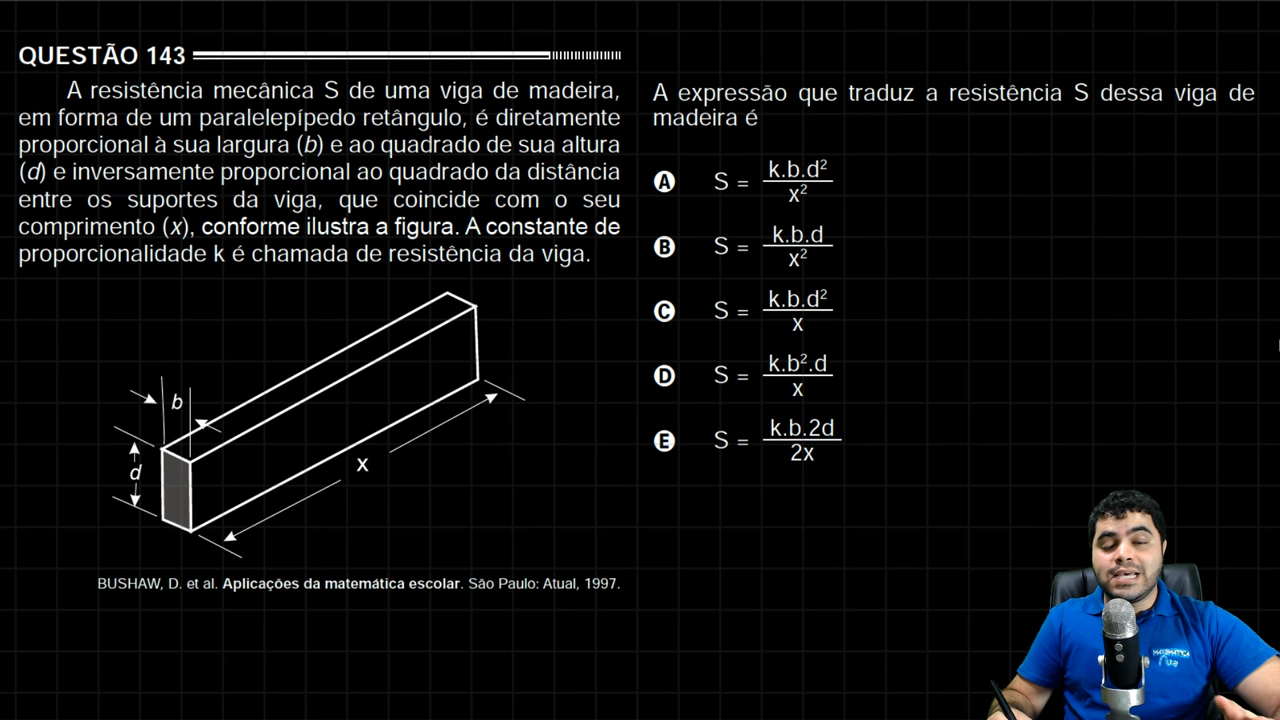 QUESTÃO 143
A resistência mecânica S de uma viga de madeira,
em forma de um paralelepípedo retângulo, é diretamente
proporcional à sua largura (b) e ao quadrado de sua altura
(d) e inversamente proporcional ao quadrado da distância
entre os suportes da viga, que coincide com o seu
comprimento (x), conforme ilustra a figura. A constante de
proporcionalidade k é chamada de resistência da viga.
b
d
x
BUSHAW, D. et al. Aplicações da matemática escolar. São Paulo: Atual, 1997.
A expressão que traduz a resistência S dessa viga de
madeira é
A S = k.b.d² / x²
B S = k.b.d / x²
C S = k.b.d² / x
D S = k.b².d / x
E S = k.b.2d / 2x
MATEMÁTICA